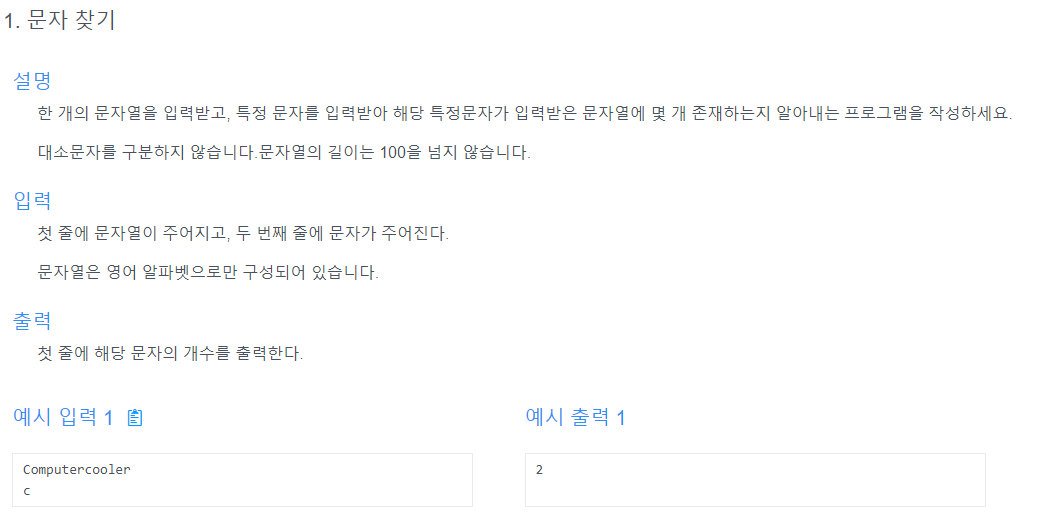 1. 문자 찾기
설명
한 개의 문자열을 입력받고, 특정 문자를 입력받아 해당 특정문자가 입력받은 문자열에 몇 개 존재하는지 알아내는 프로그램을 작성하세요.
대소문자를 구분하지 않습니다.문자열의 길이는 100을 넘지 않습니다.
입력
첫 줄에 문자열이 주어지고, 두 번째 줄에 문자가 주어진다.
문자열은 영어 알파벳으로만 구성되어 있습니다.
출력
첫 줄에 해당 문자의 개수를 출력한다.
예시 입력 1
예시 출력 1
Computercooler
c
2